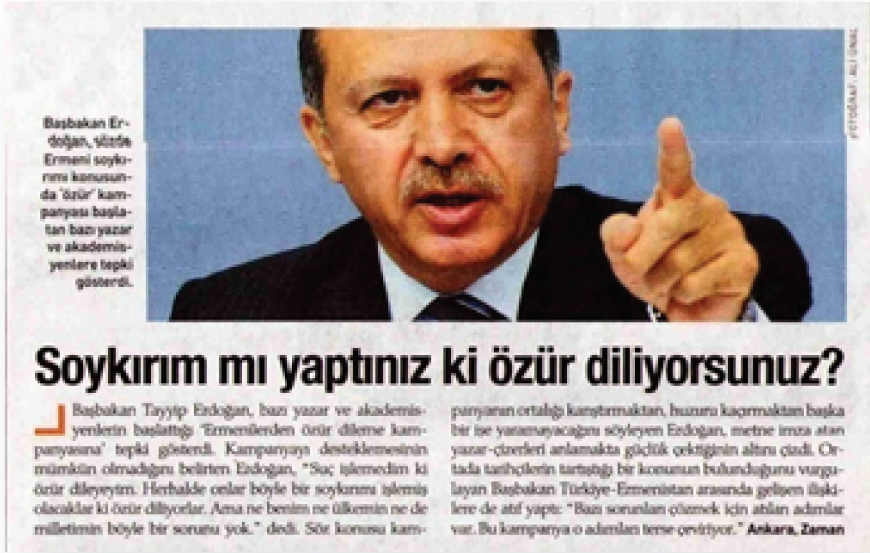 FOTOĞRAF: ALİ ÜNAL
Başbakan Er-
doğan, sözde
Ermeni soykı-
rımı konusun-
da 'özür' kam-
panyası başla-
tan bazı yazar
ve akademis-
yenlere tepki
gösterdi.
Soykırım mı yaptınız ki özür diliyorsunuz?
Başbakan Tayyip Erdoğan, bazı yazar ve akademis-
yenlerin başlattığı 'Ermenilerden özür dileme kam-
panyasına' tepki gösterdi. Kampanyayı desteklemesinin
mümkün olmadığını belirten Erdoğan, "Suç işlemedim ki
özür dileyeyim. Herhalde onlar böyle bir soykırımı işlemiş
olacaklar ki özür diliyorlar. Ama ne benim ne ülkemin ne de
milletimin böyle bir sorunu yok." dedi. Söz konusu kam-
panyanın ortalığı karıştırmaktan, huzuru kaçırmaktan başka
bir işe yaramayacağını söyleyen Erdoğan, metne imza atan
yazar-çizerleri anlamakta güçlük çektiğinin altını çizdi. Or-
tada tarihçilerin tartıştığı bir konunun bulunduğunu vurgu-
layan Başbakan Türkiye-Ermenistan arasında gelişen ilişki-
lere de atıf yaptı: "Bazı sorunları çözmek için atılan adımlar
var. Bu kampanya o adımları terse çeviriyor." Ankara, Zaman